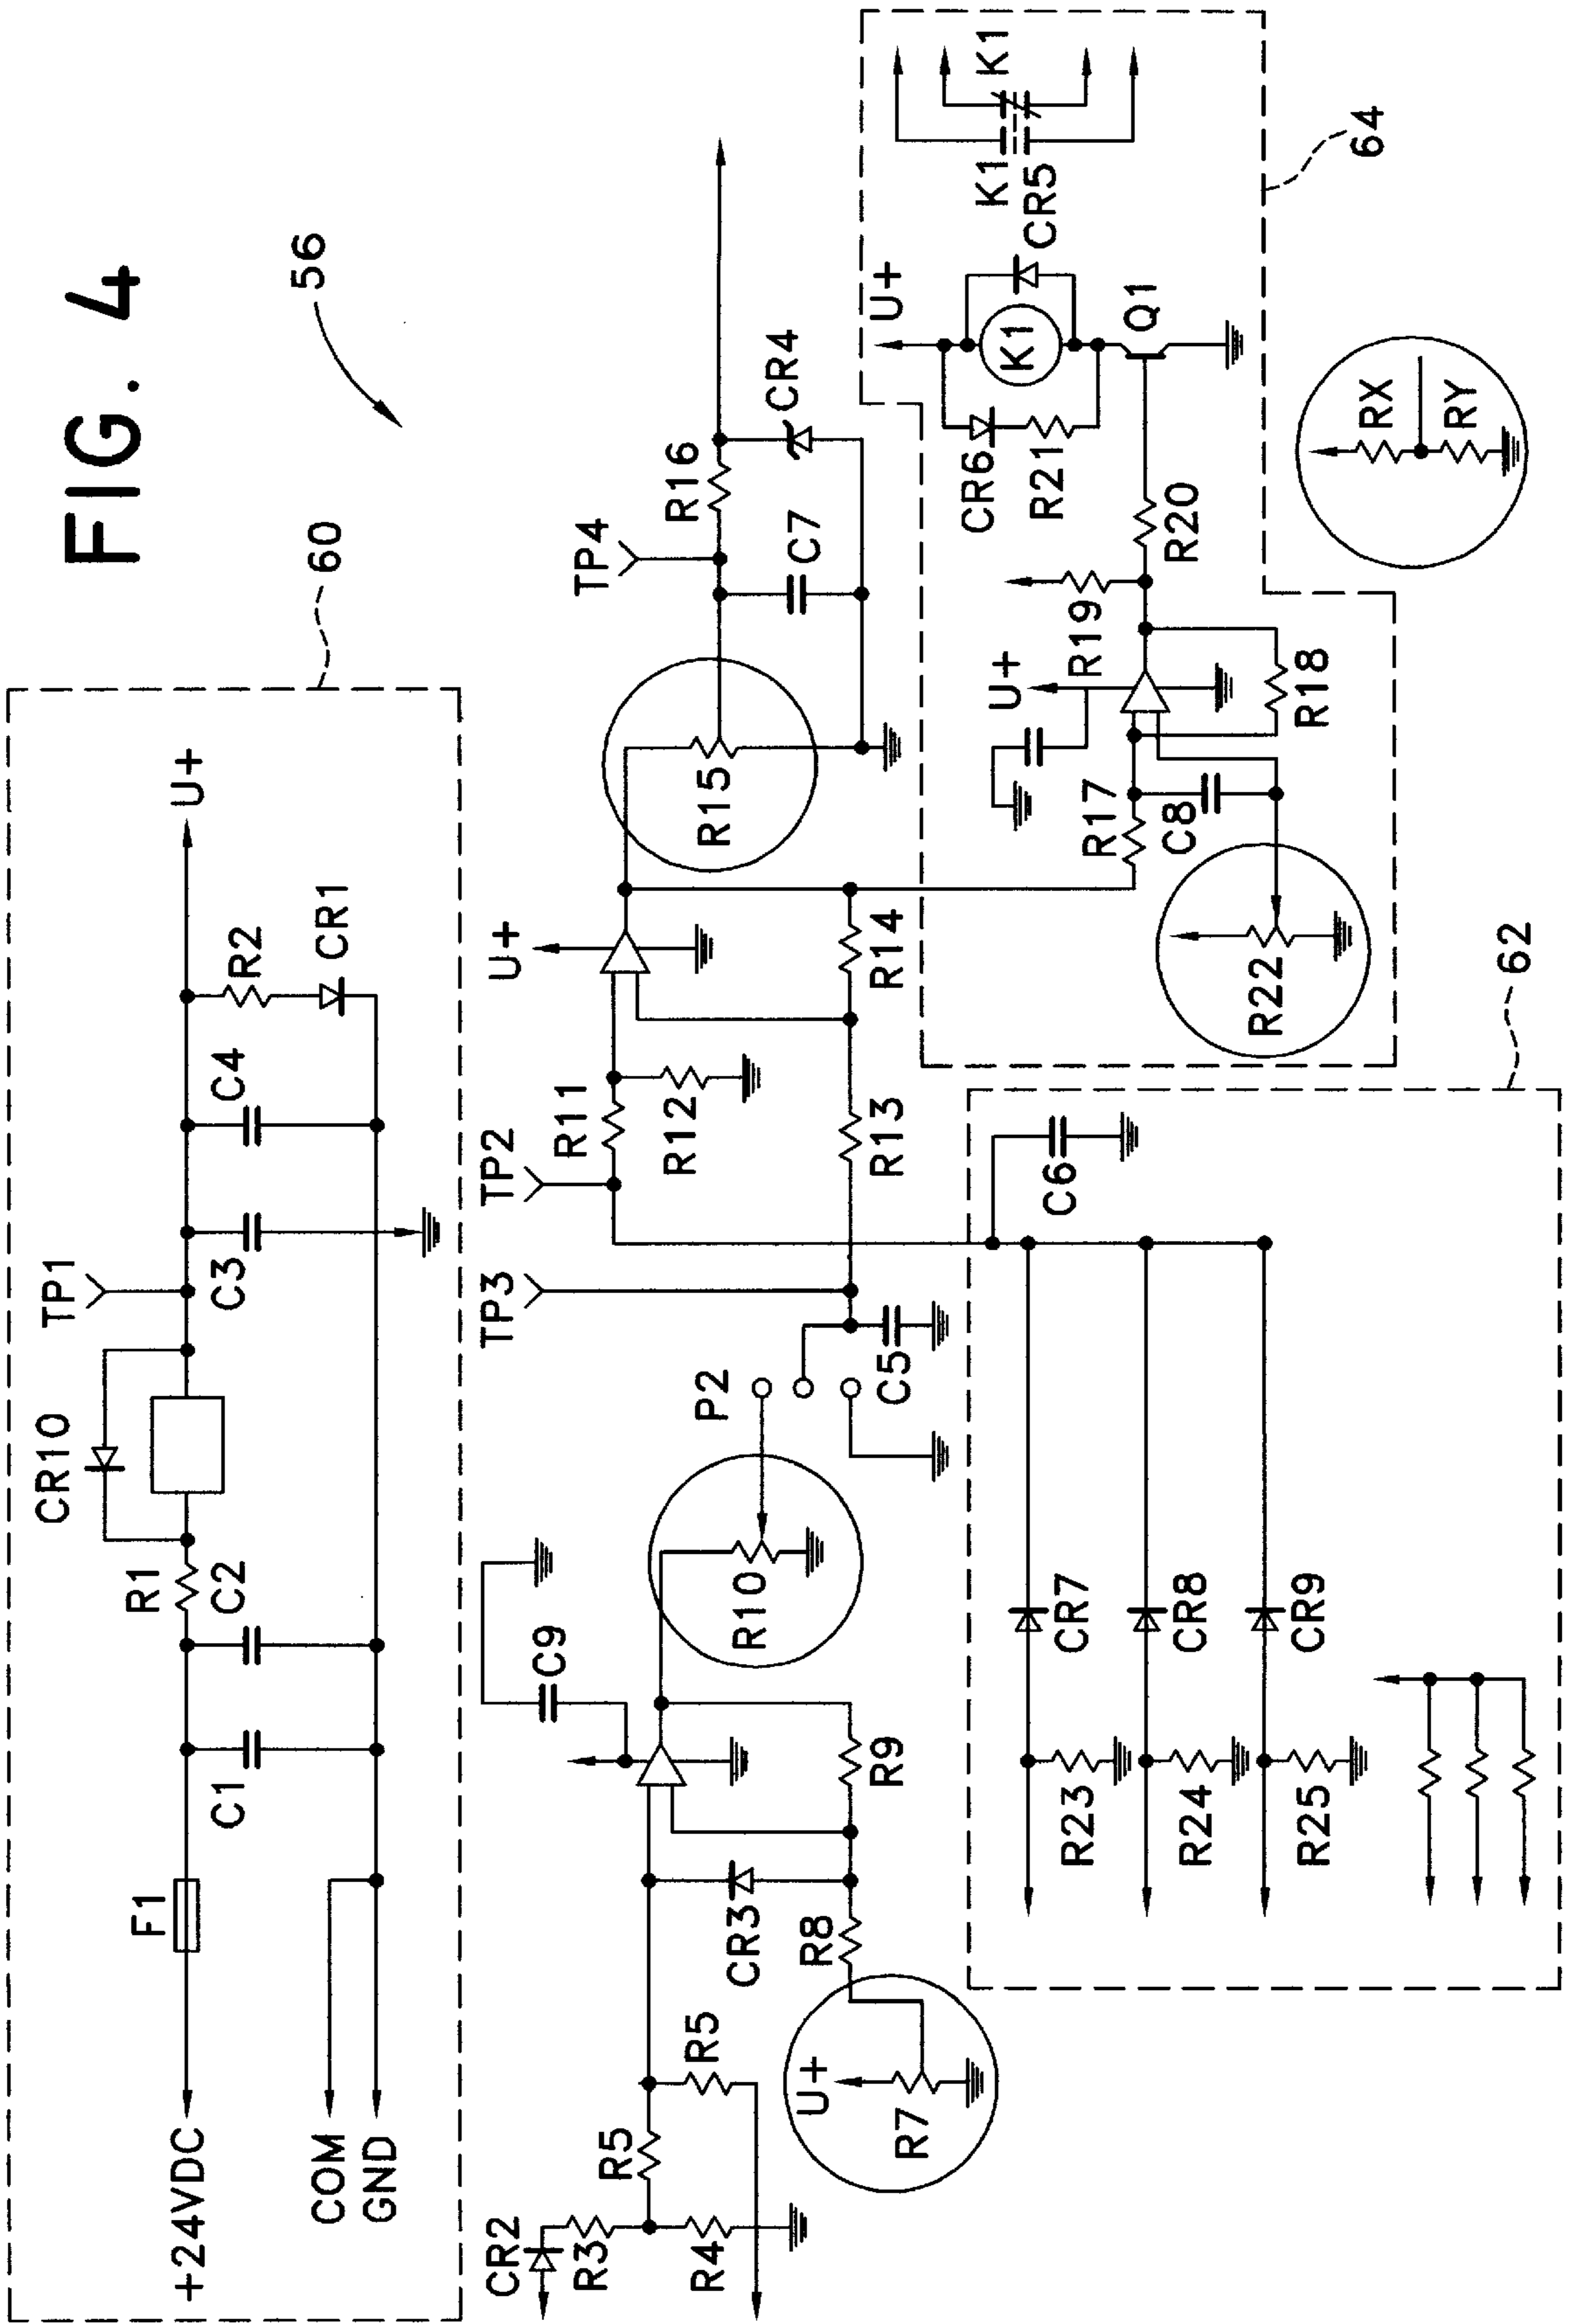 FIG. 4
56
60
+24VDC
COM
GND
F1
C1
C2
R1
CR10
TP1
C3
C4
R2
CR1
U+
CR2
R3
R4
R5
R5
U+
R7
R8
CR3
R9
C9
R10
P2
C5
TP3
TP2
R11
R12
R13
R14
U+
R15
TP4
C7
R16
CR4
62
C6
CR7
CR8
CR9
R23
R24
R25
64
R17
C8
R22
U+
R18
R19
R20
Q1
CR6
R21
U+
K1
CR5
K1
K1
RX
RY